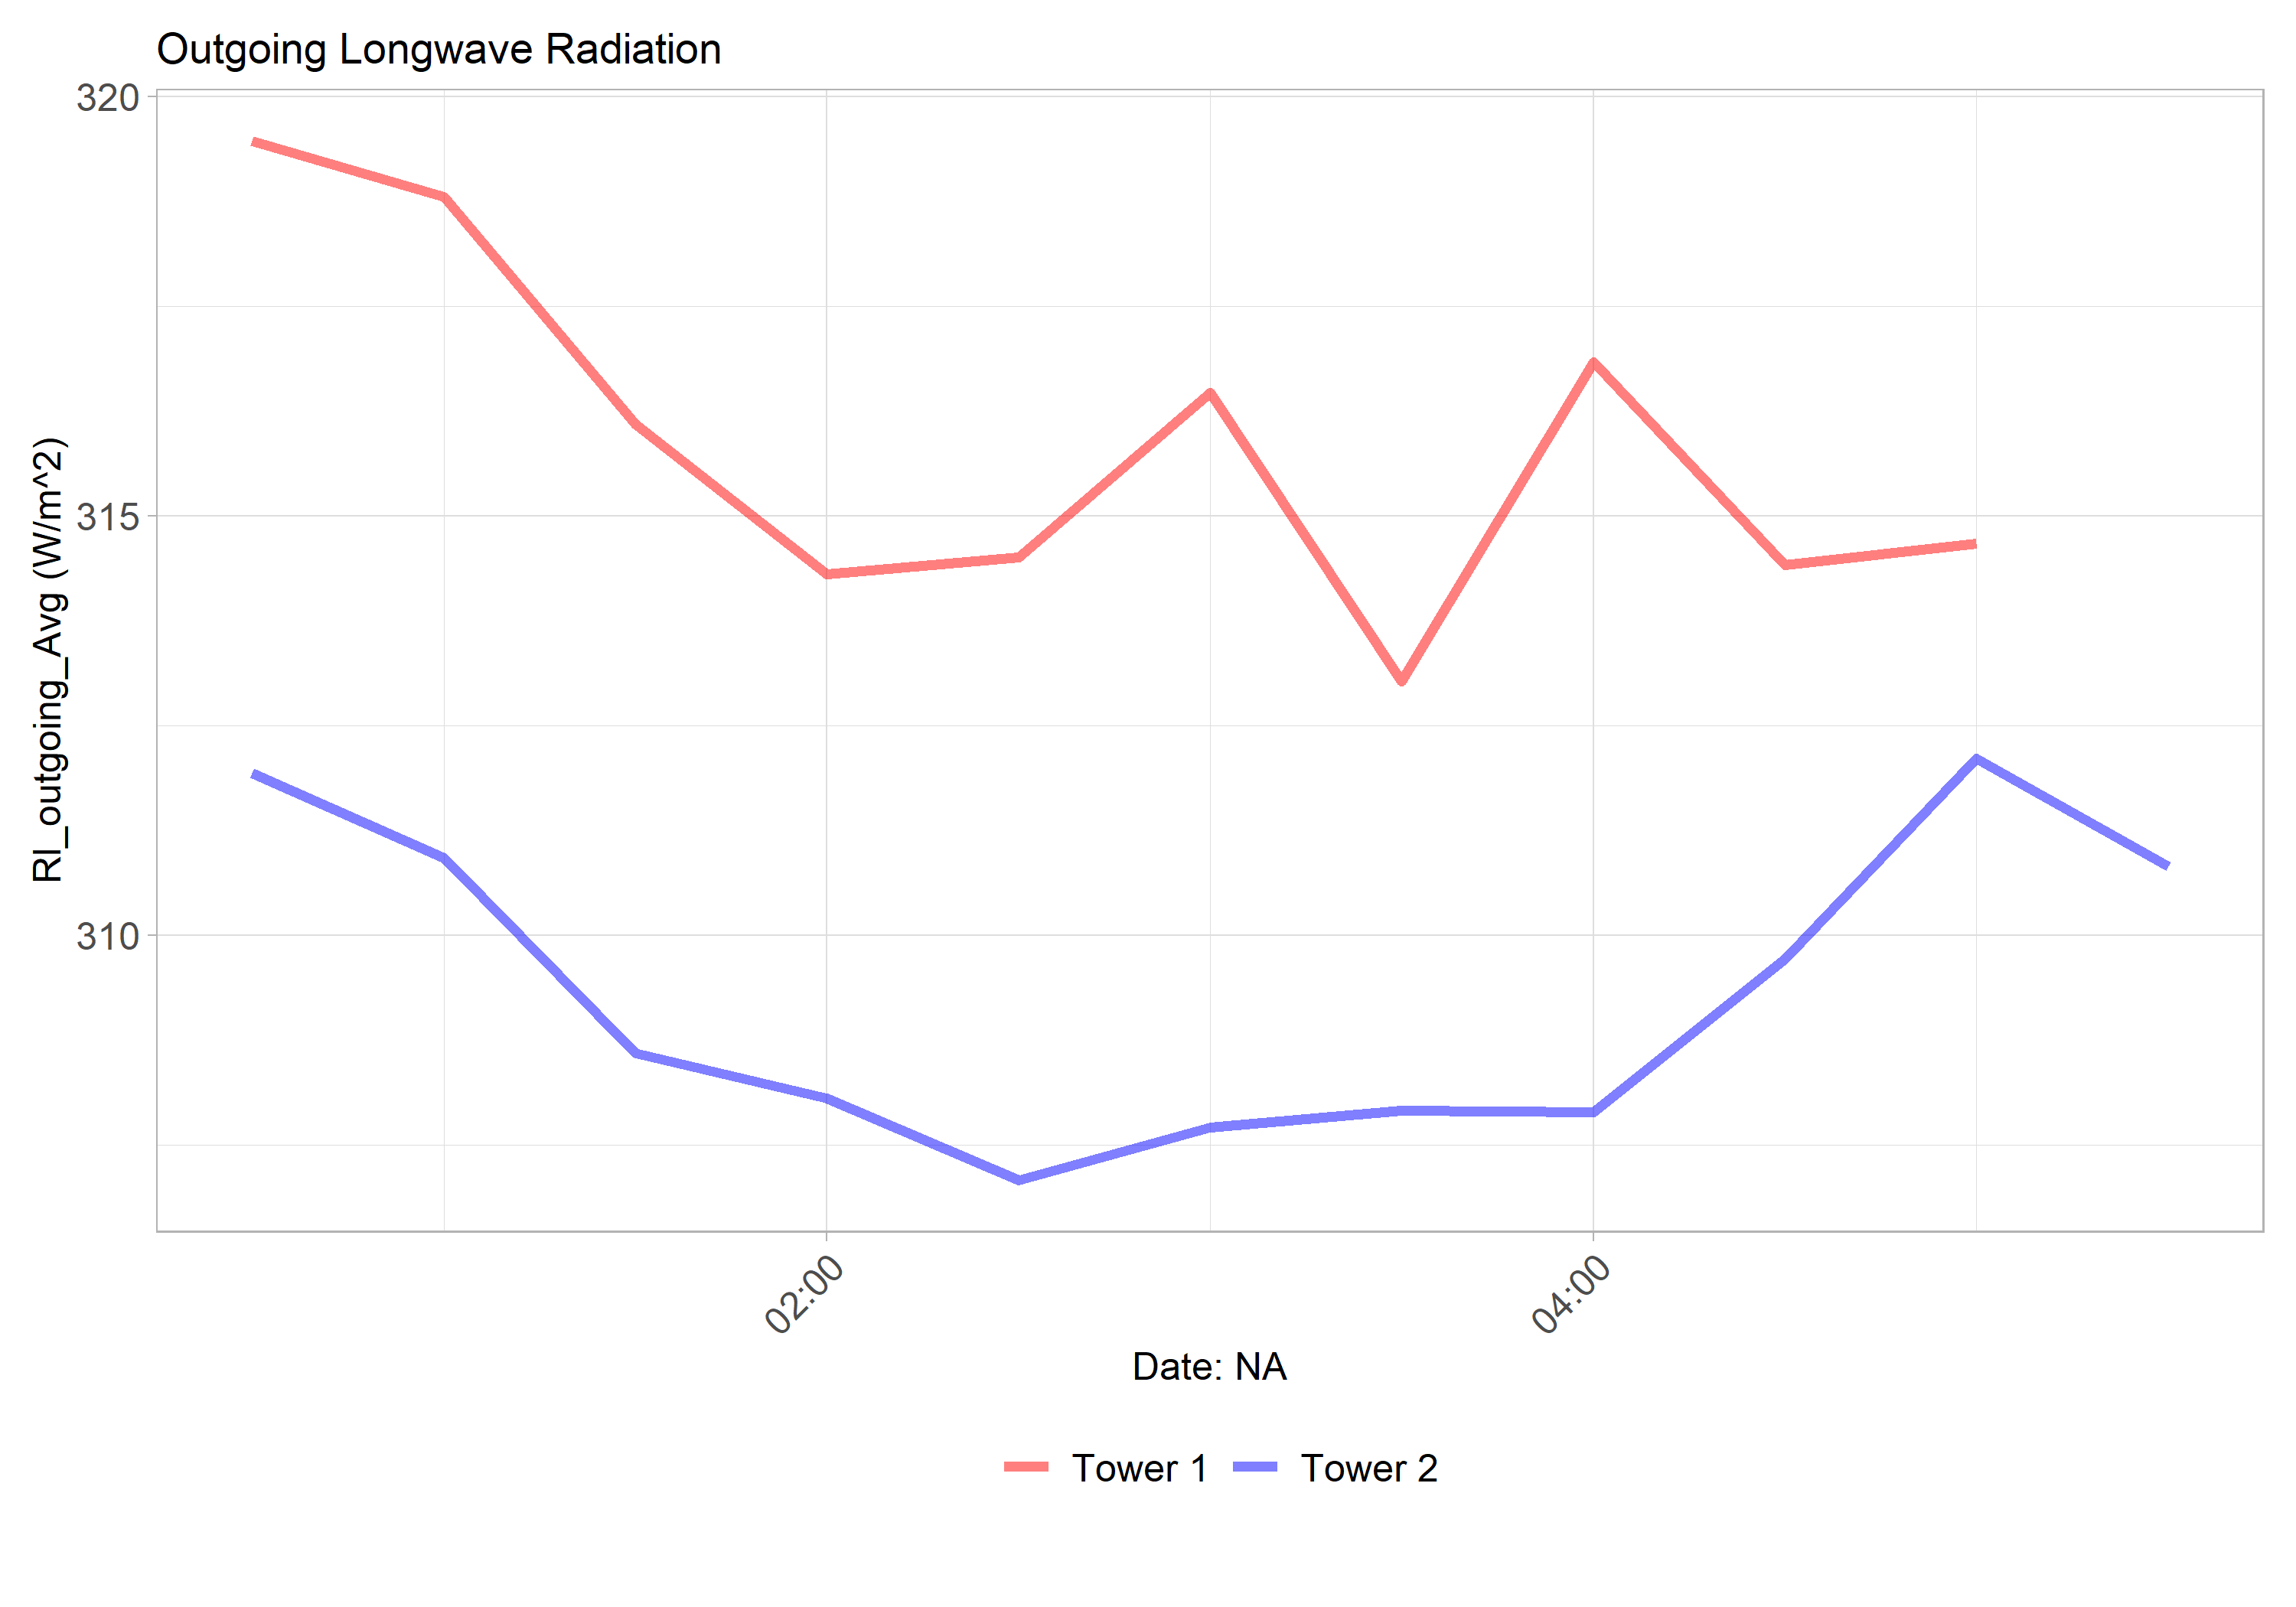 Outgoing Longwave Radiation
Rl_outgoing_Avg (W/m^2)
320
315
310
02:00
04:00
Date: NA
Tower 1
Tower 2